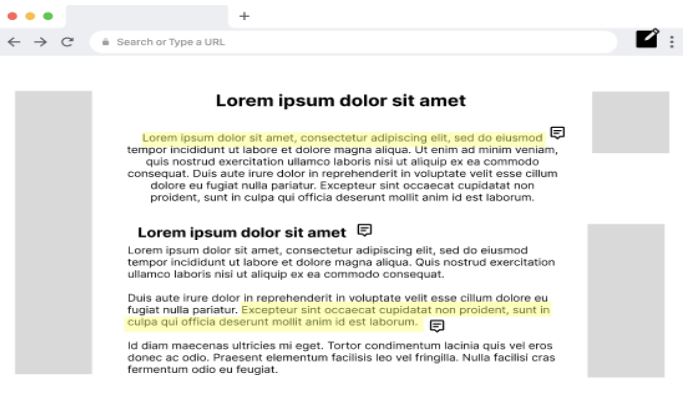 Search or Type a URL
Lorem ipsum dolor sit amet
Lorem ipsum dolor sit amet, consectetur adipiscing elit, sed do eiusmod
tempor incididunt ut labore et dolore magna aliqua. Ut enim ad minim veniam,
quis nostrud exercitation ullamco laboris nisi ut aliquip ex ea commodo
consequat. Duis aute irure dolor in reprehenderit in voluptate velit esse cillum
dolore eu fugiat nulla pariatur. Excepteur sint occaecat cupidatat non
proident, sunt in culpa qui officia deserunt mollit anim id est laborum.
Lorem ipsum dolor sit amet
Lorem ipsum dolor sit amet, consectetur adipiscing elit, sed do eiusmod
tempor incididunt ut labore et dolore magna aliqua. Quis nostrud exercitation
ullamco laboris nisi ut aliquip ex ea commodo consequat.
Duis aute irure dolor in reprehenderit in voluptate velit esse cillum dolore eu
fugiat nulla pariatur. Excepteur sint occaecat cupidatat non proident, sunt in
culpa qui officia deserunt mollit anim id est laborum.
Id diam maecenas ultricies mi eget. Tortor condimentum lacinia quis vel eros
donec ac odio. Praesent elementum facilisis leo vel fringilla. Nulla facilisi cras
fermentum odio eu feugiat.